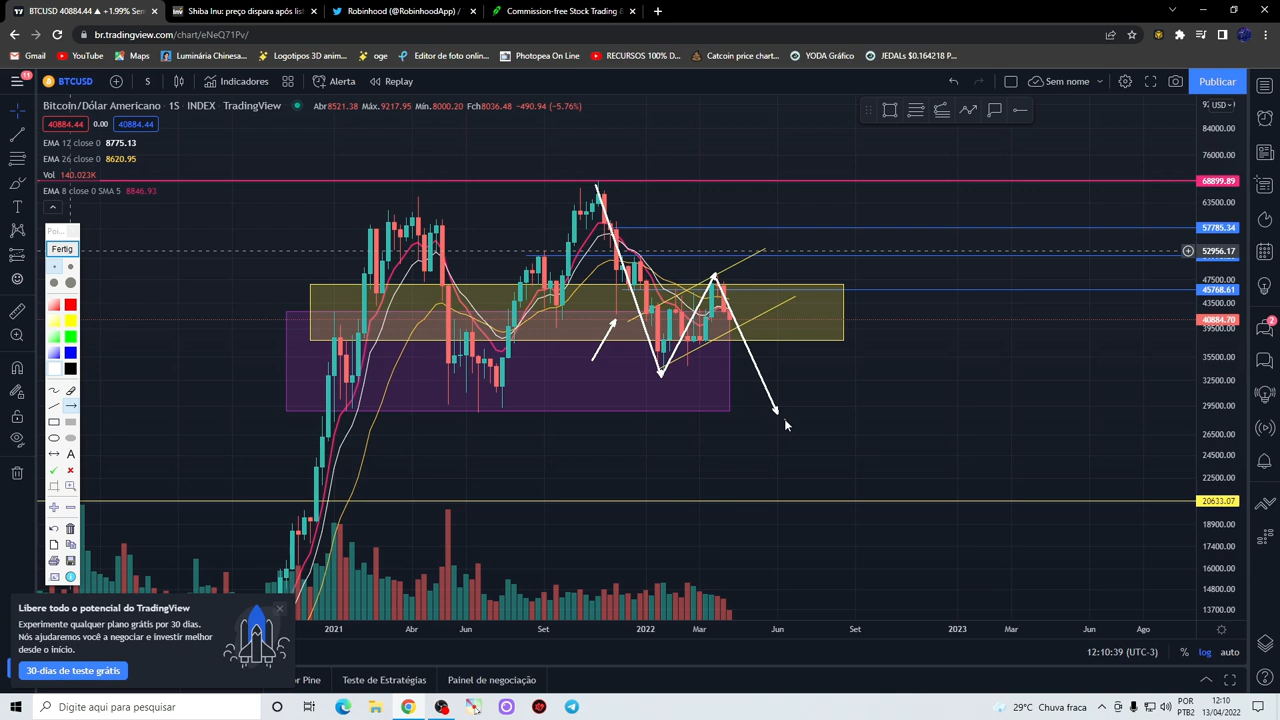 BTCUSD 40884.44 ▲ +1.99% Sem n
Shiba Inu: preço dispara após list
Robinhood (@RobinhoodApp) /
Commission-free Stock Trading &
br.tradingview.com/chart/eNeQ71Pv/
Gmail
YouTube
Maps
Luminária Chinesa...
Logotipos 3D anim...
oge
Editor de foto onlin...
Photopea On Line
RECURSOS 100% D...
Catcoin price chart...
YODA Gráfico
JEDALs $0.164218 P...
11
BTCUSD
S
Indicadores
Alerta
Replay
Sem nome
Publicar
Bitcoin/Dólar Americano · 1S · INDEX · TradingView
Abr8521.38 Máx.9217.95 Mín.8000.20 Fch8036.48 -490.94 (-5.76%)
USD
40884.44
0.00
40884.44
EMA 12 close 0 8775.13
EMA 26 close 0 8620.95
Vol 140.023K
EMA 8 close 0 SMA 5 8846.93
Poi...
Fertig
A
84000.00
76000.00
68899.89
63500.00
57785.34
47500.00
45768.61
43500.00
40884.70
39500.00
35500.00
32500.00
29500.00
26500.00
24500.00
22500.00
20633.07
18900.00
17400.00
16000.00
14800.00
13700.00
2
2021
Abr
Jun
Set
2022
Mar
Jun
Set
2023
Mar
Jun
Ago
Libere todo o potencial do TradingView
Experimente qualquer plano grátis por 30 dias.
Nós ajudaremos você a negociar e investir melhor
desde o início.
30-dias de teste grátis
12:10:39 (UTC-3)
%
log
auto
or Pine
Teste de Estratégias
Painel de negociação
Digite aqui para pesquisar
29°C Chuva fraca
POR
PTB2
12:10
13/04/2022